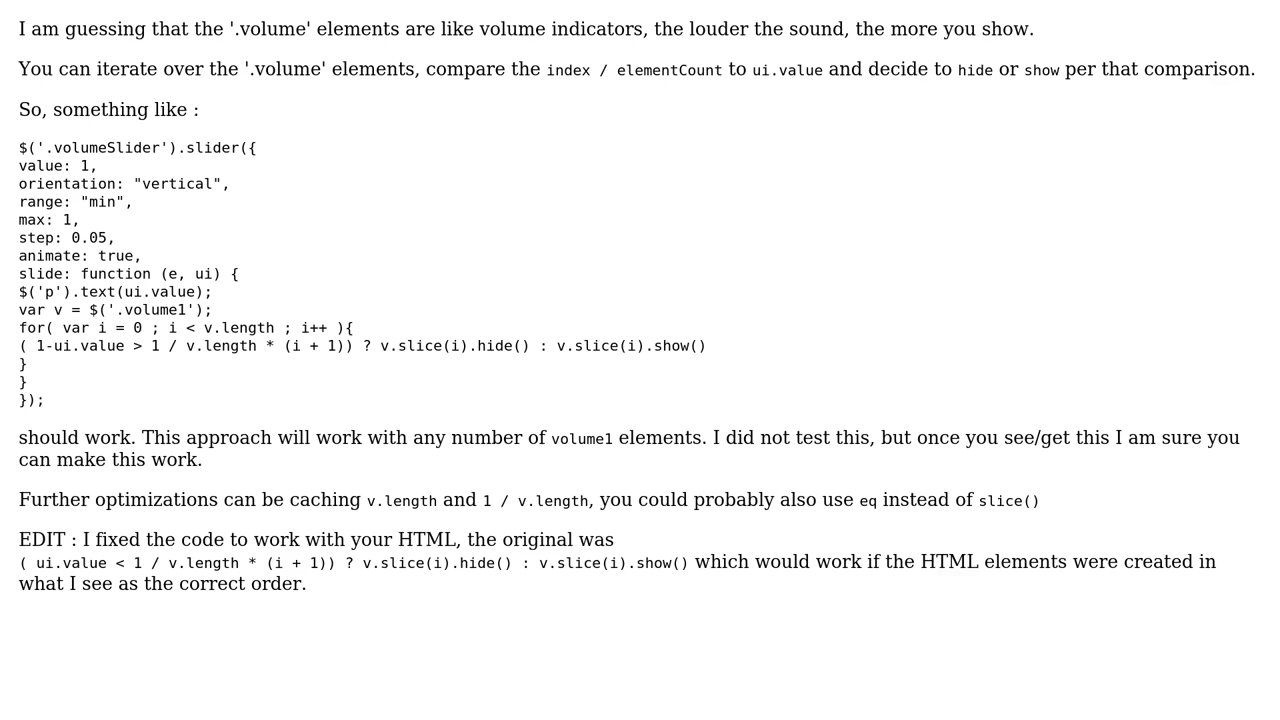 I am guessing that the '.volume' elements are like volume indicators, the louder the sound, the more you show.
You can iterate over the '.volume' elements, compare the index / elementCount to ui.value and decide to hide or show per that comparison.
So, something like :
$('.volumeSlider').slider({
value: 1,
orientation: "vertical",
range: "min",
max: 1,
step: 0.05,
animate: true,
slide: function (e, ui) {
$('p').text(ui.value);
var v = $('.volume1');
for( var i = 0 ; i < v.length ; i++ ){
( 1-ui.value > 1 / v.length * (i + 1)) ? v.slice(i).hide() : v.slice(i).show()
}
}
});
should work. This approach will work with any number of volume1 elements. I did not test this, but once you see/get this I am sure you
can make this work.
Further optimizations can be caching v.length and 1 / v.length, you could probably also use eq instead of slice()
EDIT : I fixed the code to work with your HTML, the original was
( ui.value < 1 / v.length * (i + 1)) ? v.slice(i).hide() : v.slice(i).show() which would work if the HTML elements were created in
what I see as the correct order.